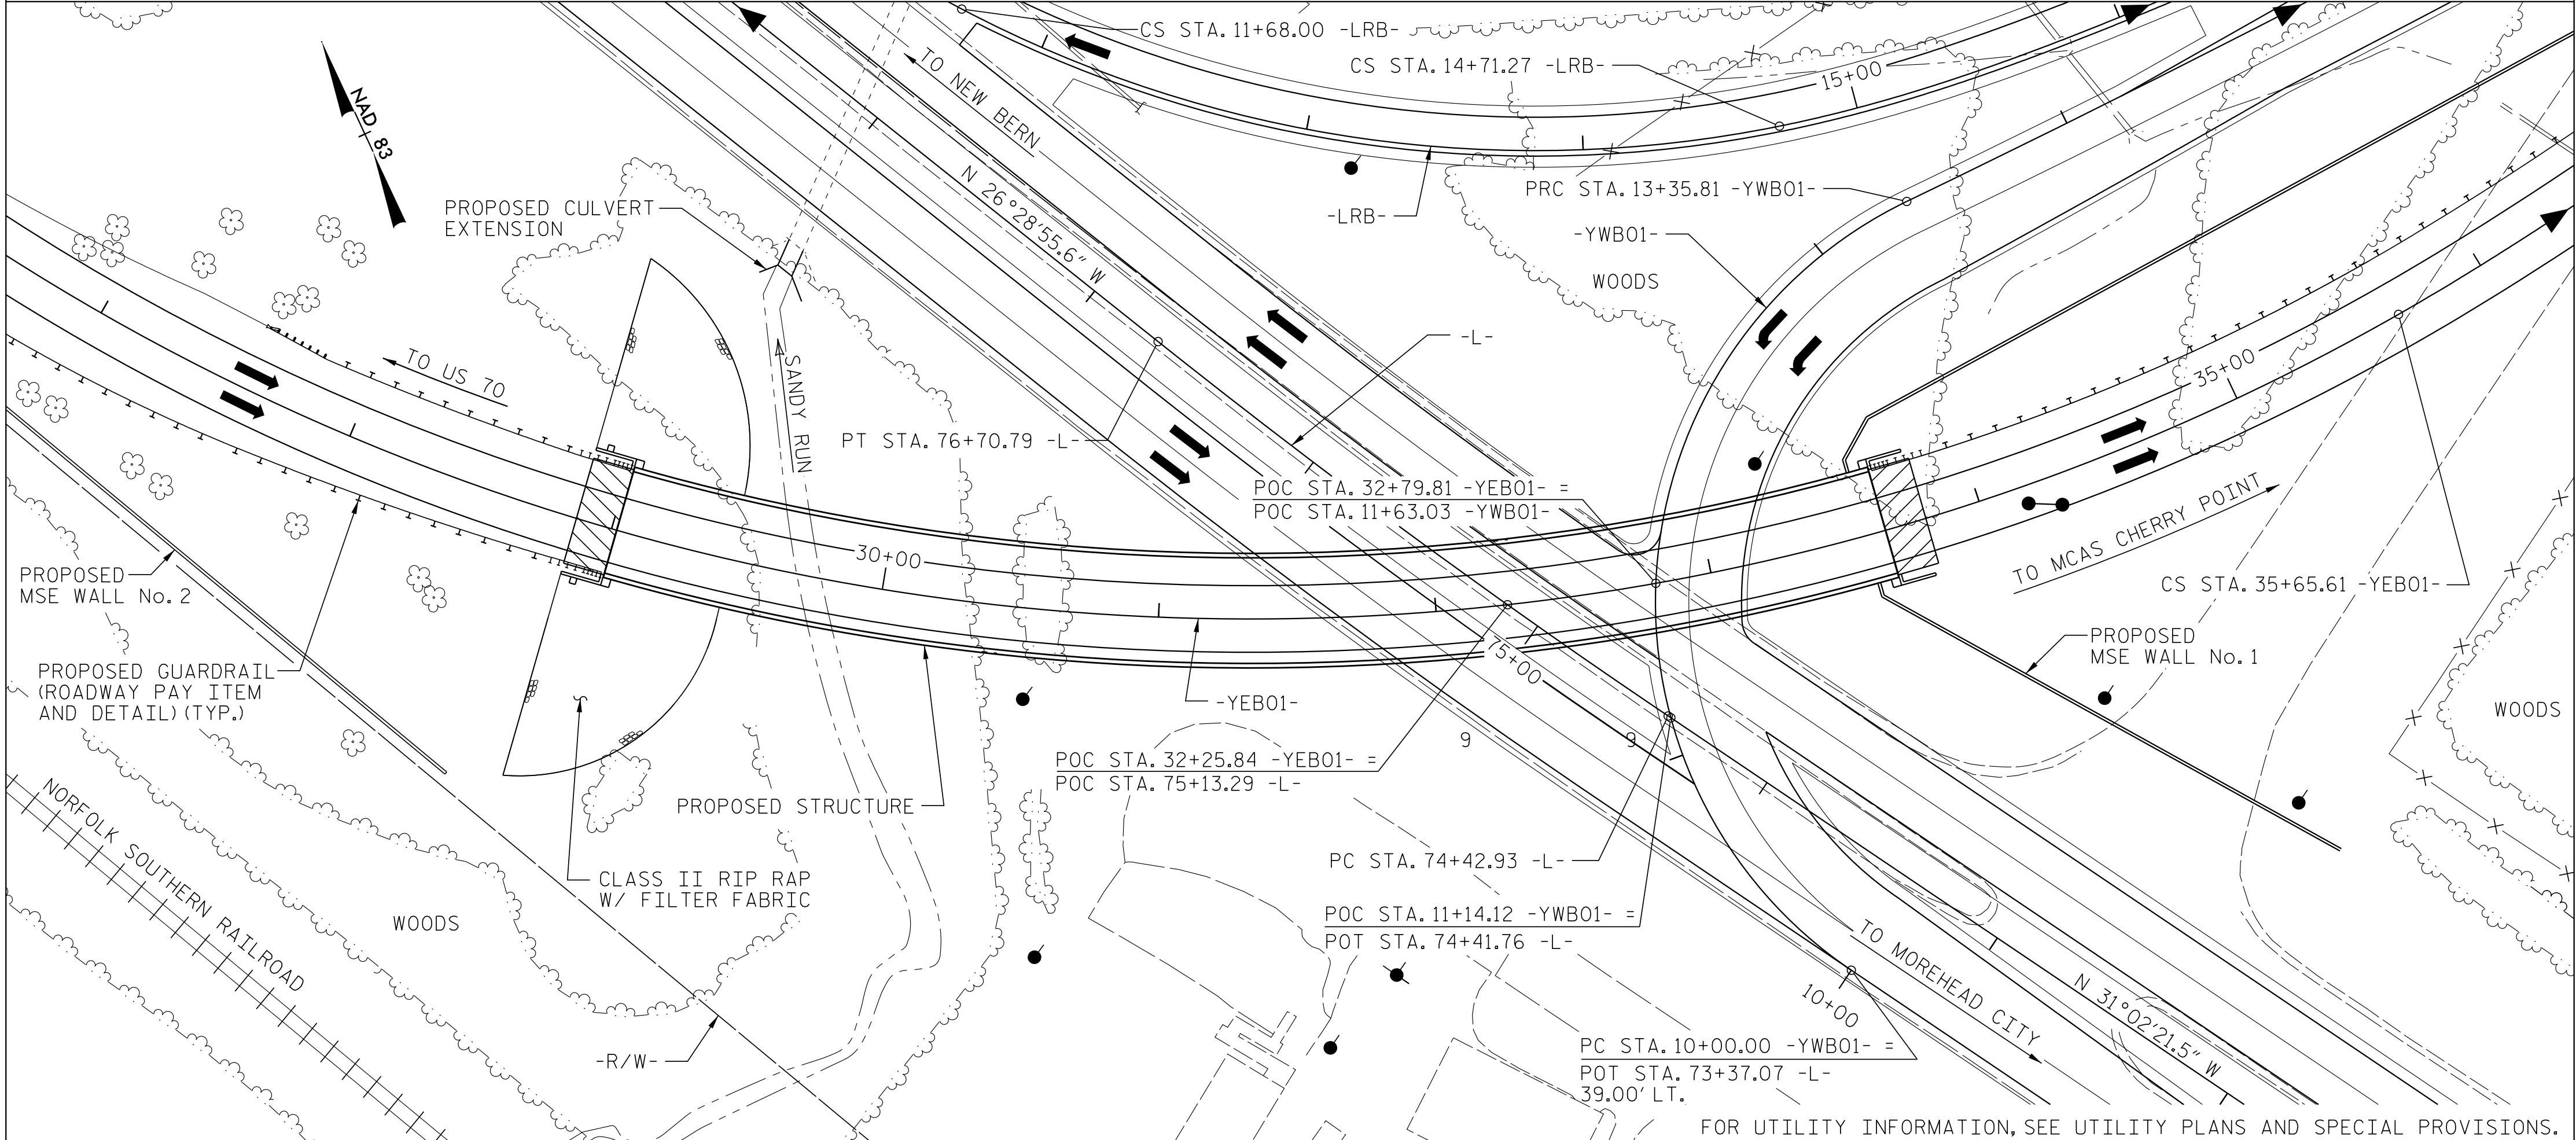 CS STA. 11+68.00 -LRB-
CS STA. 14+71.27 -LRB-
15+00
TO NEW BERN
NAD 83
PRC STA. 13+35.81 -YWB01-
-LRB-
-YWB01-
WOODS
PROPOSED CULVERT
EXTENSION
N 26°28'55.6" W
-L-
TO US 70
SANDY RUN
PT STA. 76+70.79 -L-
35+00
POC STA. 32+79.81 -YEB01- =
POC STA. 11+63.03 -YWB01-
30+00
TO MCAS CHERRY POINT
CS STA. 35+65.61 -YEB01-
PROPOSED
MSE WALL No. 2
PROPOSED
MSE WALL No. 1
PROPOSED GUARDRAIL
(ROADWAY PAY ITEM
AND DETAIL) (TYP.)
75+00
-YEB01-
WOODS
9
9
POC STA. 32+25.84 -YEB01- =
POC STA. 75+13.29 -L-
PROPOSED STRUCTURE
NORFOLK SOUTHERN RAILROAD
PC STA. 74+42.93 -L-
CLASS II RIP RAP
W/ FILTER FABRIC
WOODS
POC STA. 11+14.12 -YWB01- =
POT STA. 74+41.76 -L-
TO MOREHEAD CITY
10+00
N 31°02'21.5" W
-R/W-
PC STA. 10+00.00 -YWB01- =
POT STA. 73+37.07 -L-
39.00' LT.
FOR UTILITY INFORMATION, SEE UTILITY PLANS AND SPECIAL PROVISIONS.